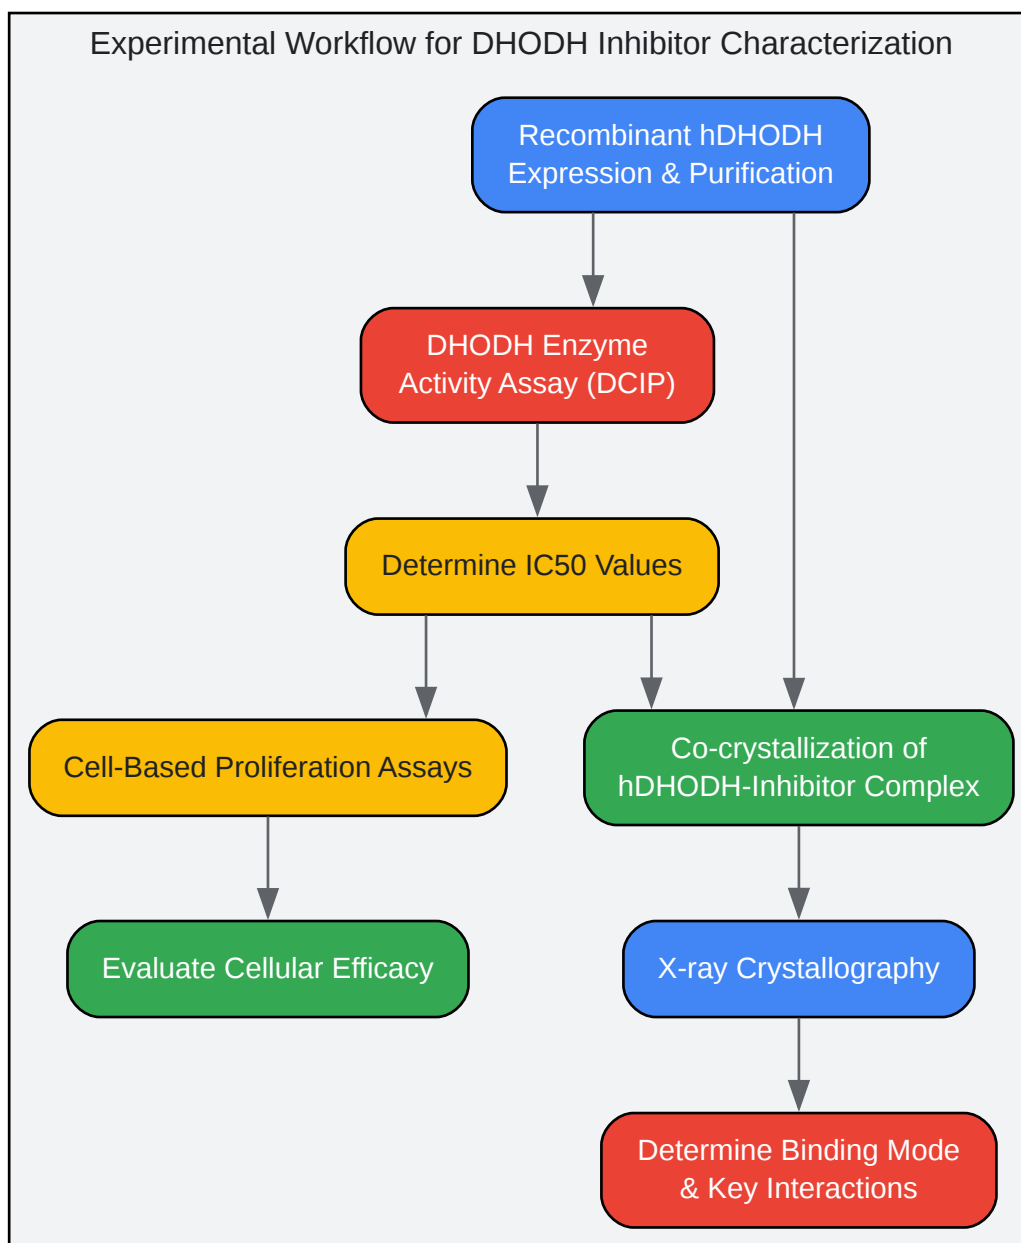 Experimental Workflow for DHODH Inhibitor Characterization
Recombinant hDHODH
Expression & Purification
DHODH Enzyme
Activity Assay (DCIP)
Determine IC50 Values
Cell-Based Proliferation Assays
Co-crystallization of
hDHODH-Inhibitor Complex
Evaluate Cellular Efficacy
X-ray Crystallography
Determine Binding Mode
& Key Interactions